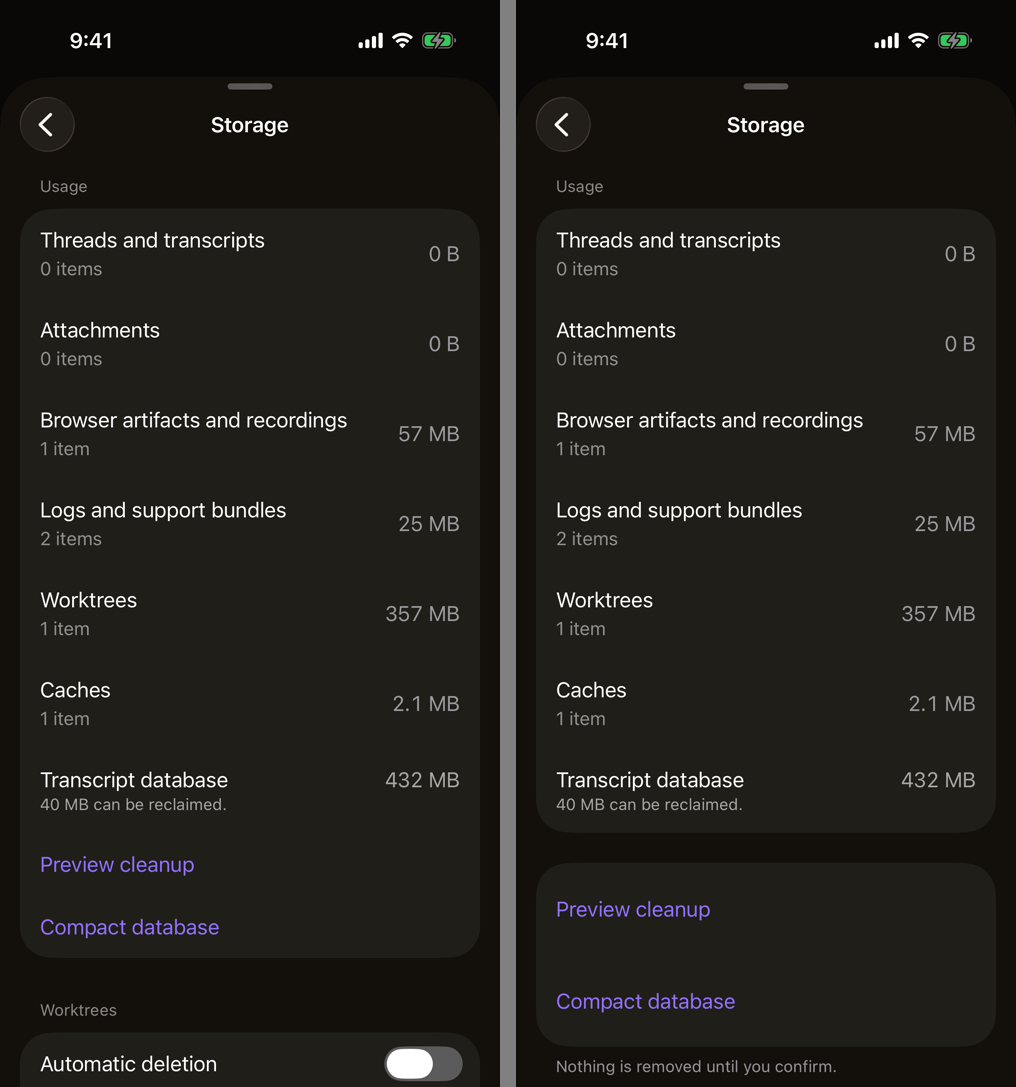 9:41
Storage
Usage
Threads and transcripts
0 items
0 B
Attachments
0 items
0 B
Browser artifacts and recordings
1 item
57 MB
Logs and support bundles
2 items
25 MB
Worktrees
1 item
357 MB
Caches
1 item
2.1 MB
Transcript database
40 MB can be reclaimed.
432 MB
Preview cleanup
Compact database
Worktrees
Automatic deletion
9:41
Storage
Usage
Threads and transcripts
0 items
0 B
Attachments
0 items
0 B
Browser artifacts and recordings
1 item
57 MB
Logs and support bundles
2 items
25 MB
Worktrees
1 item
357 MB
Caches
1 item
2.1 MB
Transcript database
40 MB can be reclaimed.
432 MB
Preview cleanup
Compact database
Nothing is removed until you confirm.